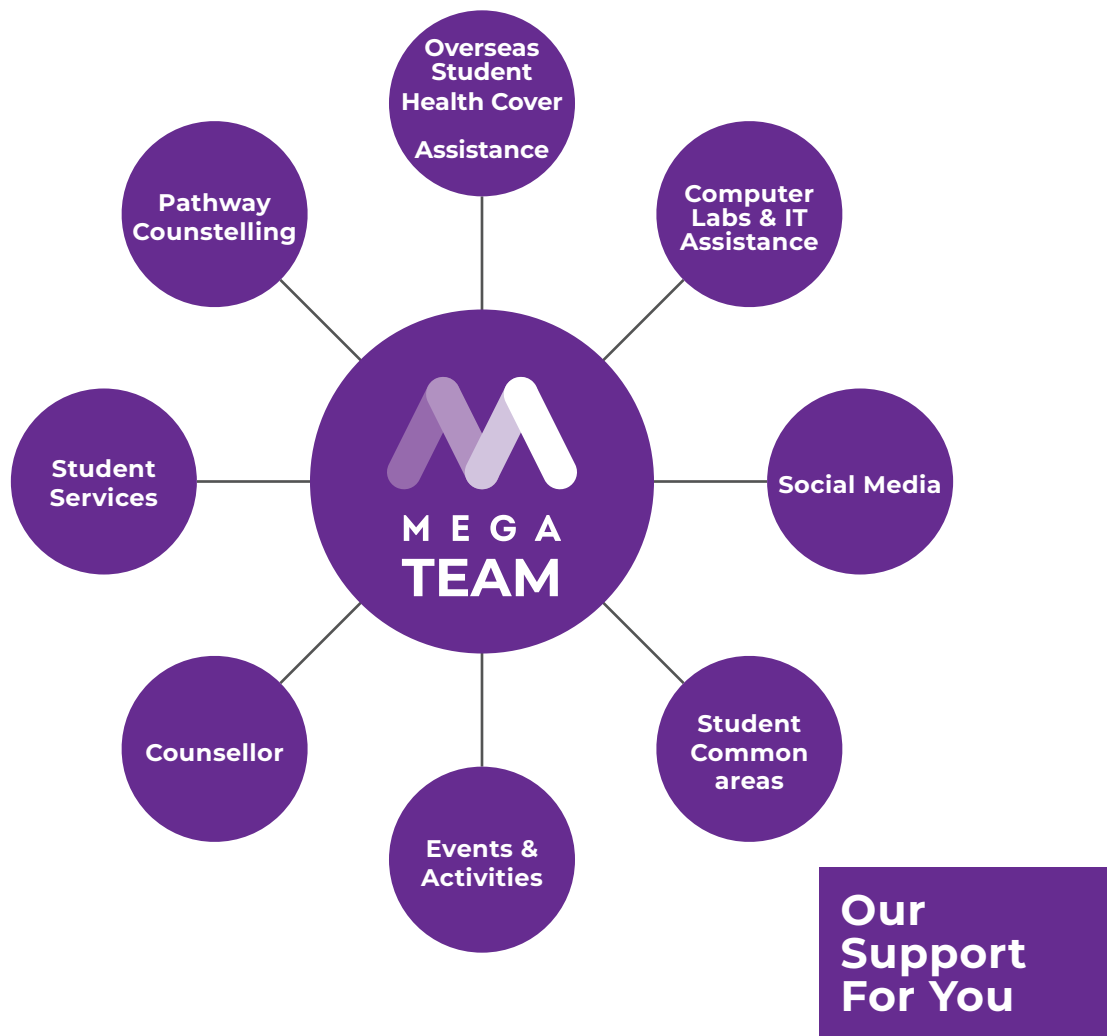 Overseas
Student
Health Cover
Assistance
Pathway
Counstelling
Computer
Labs & IT
Assistance
Student
Services
MEGA
TEAM
Social Media
Counsellor
Student
Common
areas
Events &
Activities
Our
Support
For You